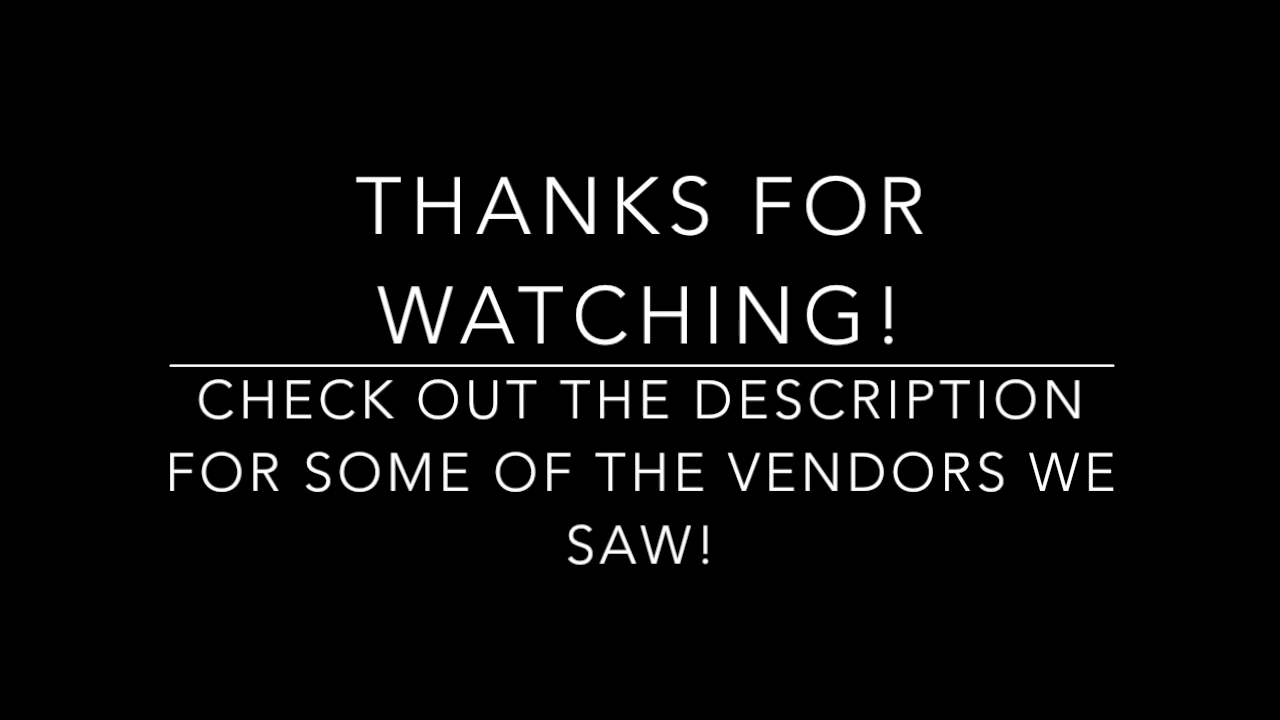 THANKS FOR
WATCHING!
CHECK OUT THE DESCRIPTION
FOR SOME OF THE VENDORS WE
SAW!